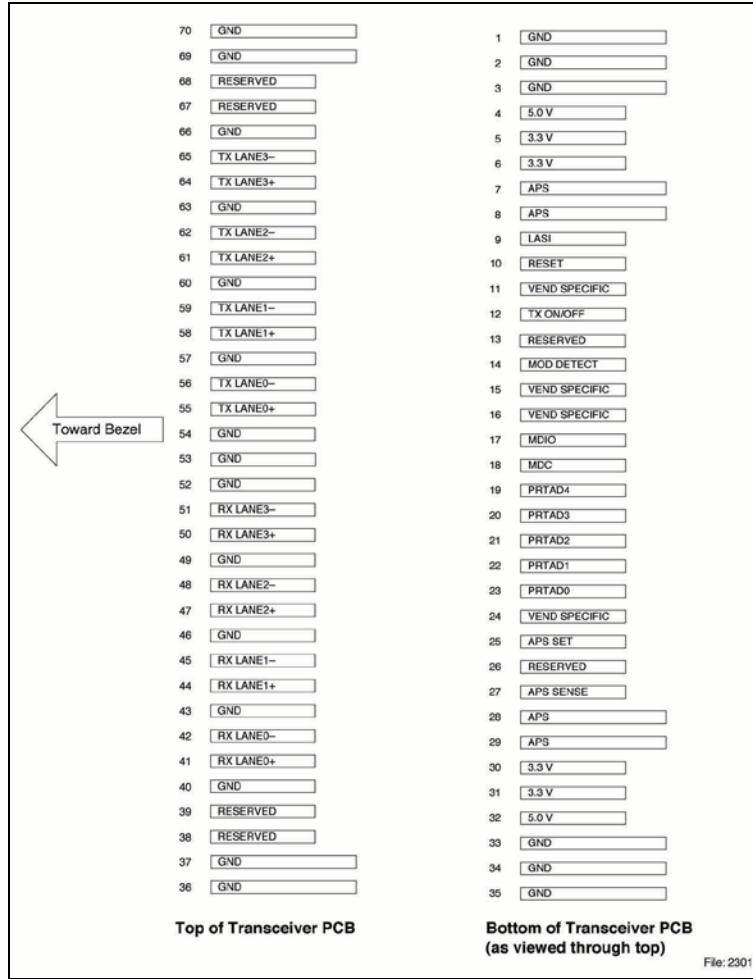 70 GND
69 GND
68 RESERVED
67 RESERVED
66 GND
65 TX LANE3–
64 TX LANE3+
63 GND
62 TX LANE2–
61 TX LANE2+
60 GND
59 TX LANE1–
58 TX LANE1+
57 GND
56 TX LANE0–
55 TX LANE0+
54 GND
53 GND
52 GND
51 RX LANE3–
50 RX LANE3+
49 GND
48 RX LANE2–
47 RX LANE2+
46 GND
45 RX LANE1–
44 RX LANE1+
43 GND
42 RX LANE0–
41 RX LANE0+
40 GND
39 RESERVED
38 RESERVED
37 GND
36 GND
Toward Bezel
Top of Transceiver PCB
1 GND
2 GND
3 GND
4 5.0 V
5 3.3 V
6 3.3 V
7 APS
8 APS
9 LASI
10 RESET
11 VEND SPECIFIC
12 TX ON/OFF
13 RESERVED
14 MOD DETECT
15 VEND SPECIFIC
16 VEND SPECIFIC
17 MDIO
18 MDC
19 PRTAD4
20 PRTAD3
21 PRTAD2
22 PRTAD1
23 PRTAD0
24 VEND SPECIFIC
25 APS SET
26 RESERVED
27 APS SENSE
28 APS
29 APS
30 3.3 V
31 3.3 V
32 5.0 V
33 GND
34 GND
35 GND
Bottom of Transceiver PCB
(as viewed through top)
File: 2301